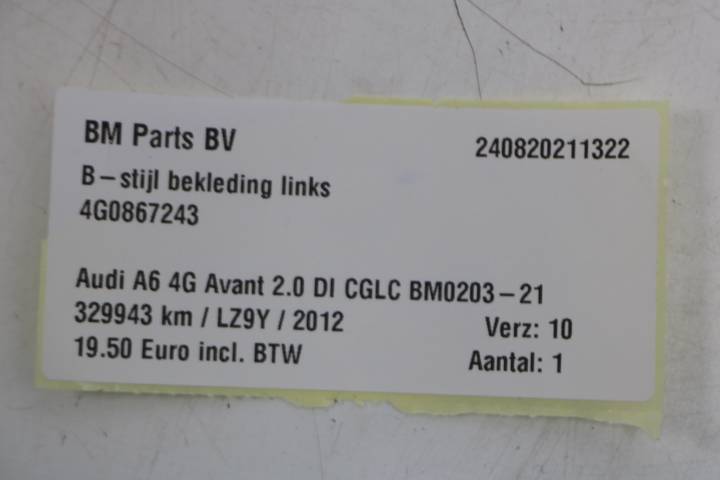 BM Parts BV 240820211322
B-stijl bekleding links
4G0867243
Audi A6 4G Avant 2.0 DI CGLC BM0203-21
329943 km / LZ9Y / 2012 Verz: 10
19.50 Euro incl. BTW Aantal: 1